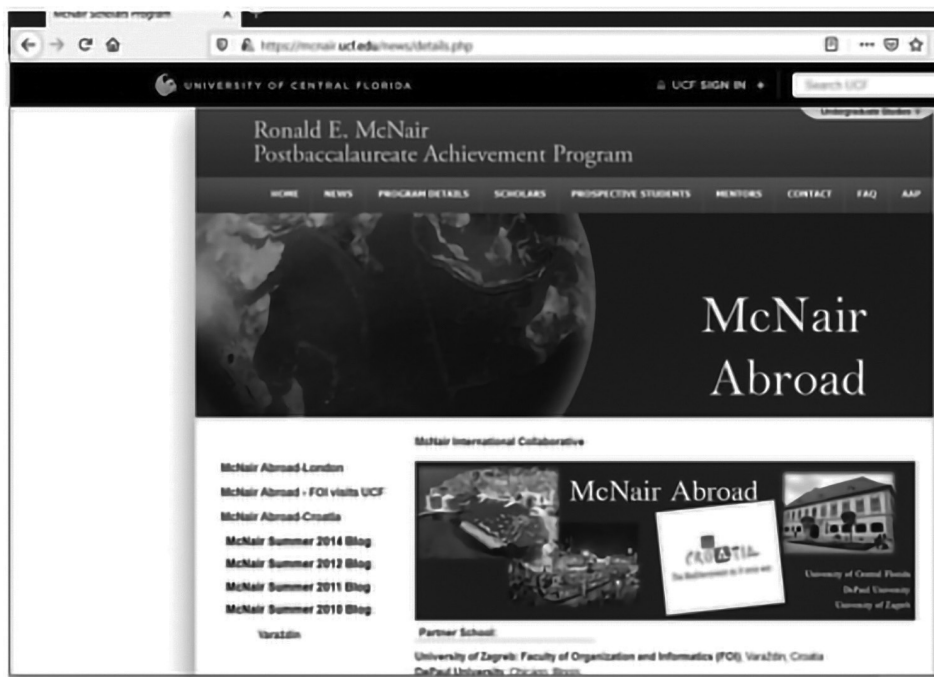 McNair Scholars Program
https://mcnair.ucf.edu/news/details.php
UNIVERSITY OF CENTRAL FLORIDA
UCF SIGN IN
Search UCF
Undergraduate Studies
Ronald E. McNair
Postbaccalaureate Achievement Program
HOME NEWS PROGRAM DETAILS SCHOLARS PROSPECTIVE STUDENTS MENTORS CONTACT FAQ AAP
McNair
Abroad
McNair International Collaborative
McNair Abroad-London
McNair Abroad - FOI visits UCF
McNair Abroad-Croatia
McNair Summer 2014 Blog
McNair Summer 2012 Blog
McNair Summer 2011 Blog
McNair Summer 2010 Blog
Varaždin
McNair Abroad
CROATIA
University of Central Florida
DePaul University
University of Zagreb
Partner School:
University of Zagreb: Faculty of Organization and Informatics (FOI), Varaždin, Croatia
DePaul University: Chicago, Illinois